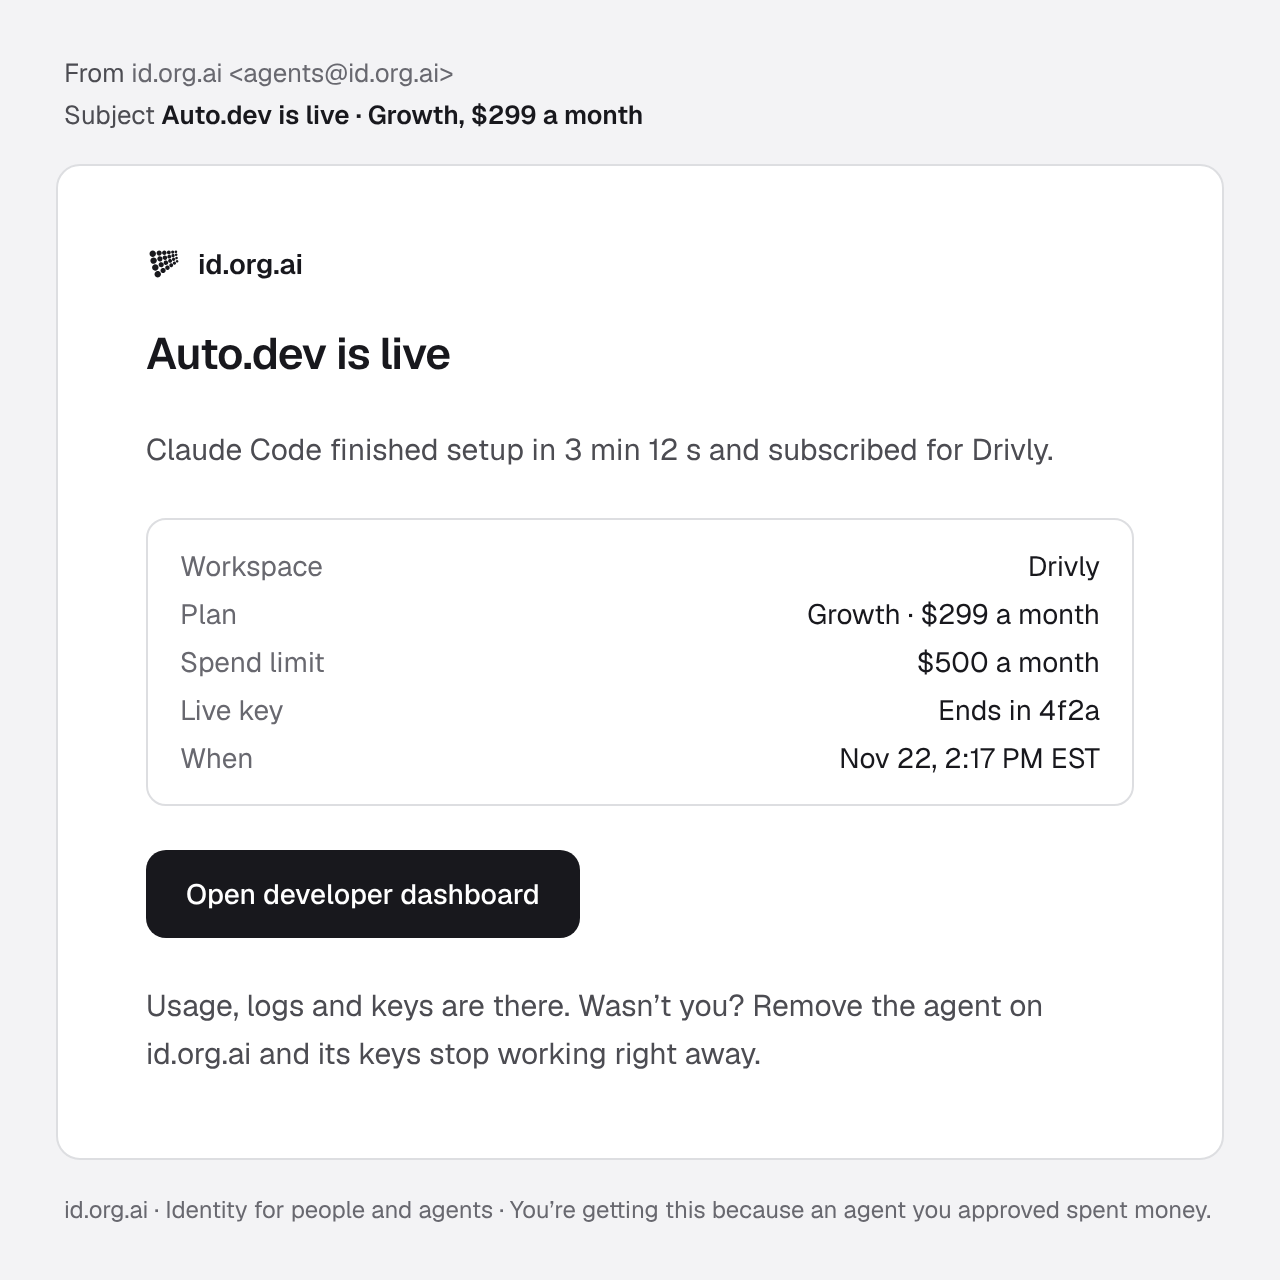 From id.org.ai <agents@id.org.ai>
Subject Auto.dev is live · Growth, $299 a month
id.org.ai
Auto.dev is live
Claude Code finished setup in 3 min 12 s and subscribed for Drivly.
Workspace Drivly
Plan Growth · $299 a month
Spend limit $500 a month
Live key Ends in 4f2a
When Nov 22, 2:17 PM EST
Open developer dashboard
Usage, logs and keys are there. Wasn’t you? Remove the agent on
id.org.ai and its keys stop working right away.
id.org.ai · Identity for people and agents · You’re getting this because an agent you approved spent money.